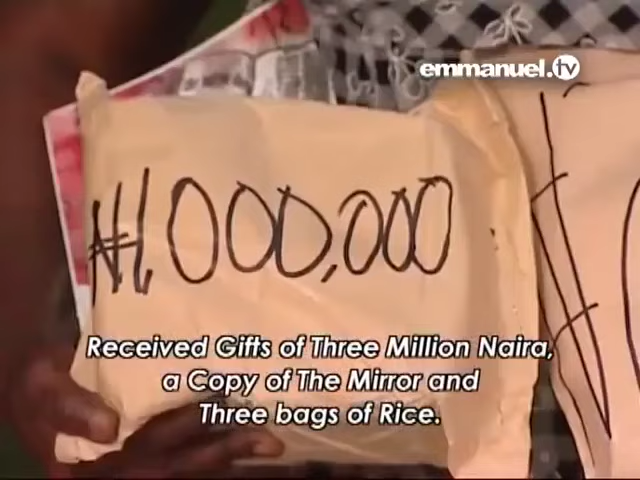 emmanuel.tv
₦1,000,000
Received Gifts of Three Million Naira,
a Copy of The Mirror and
Three bags of Rice.